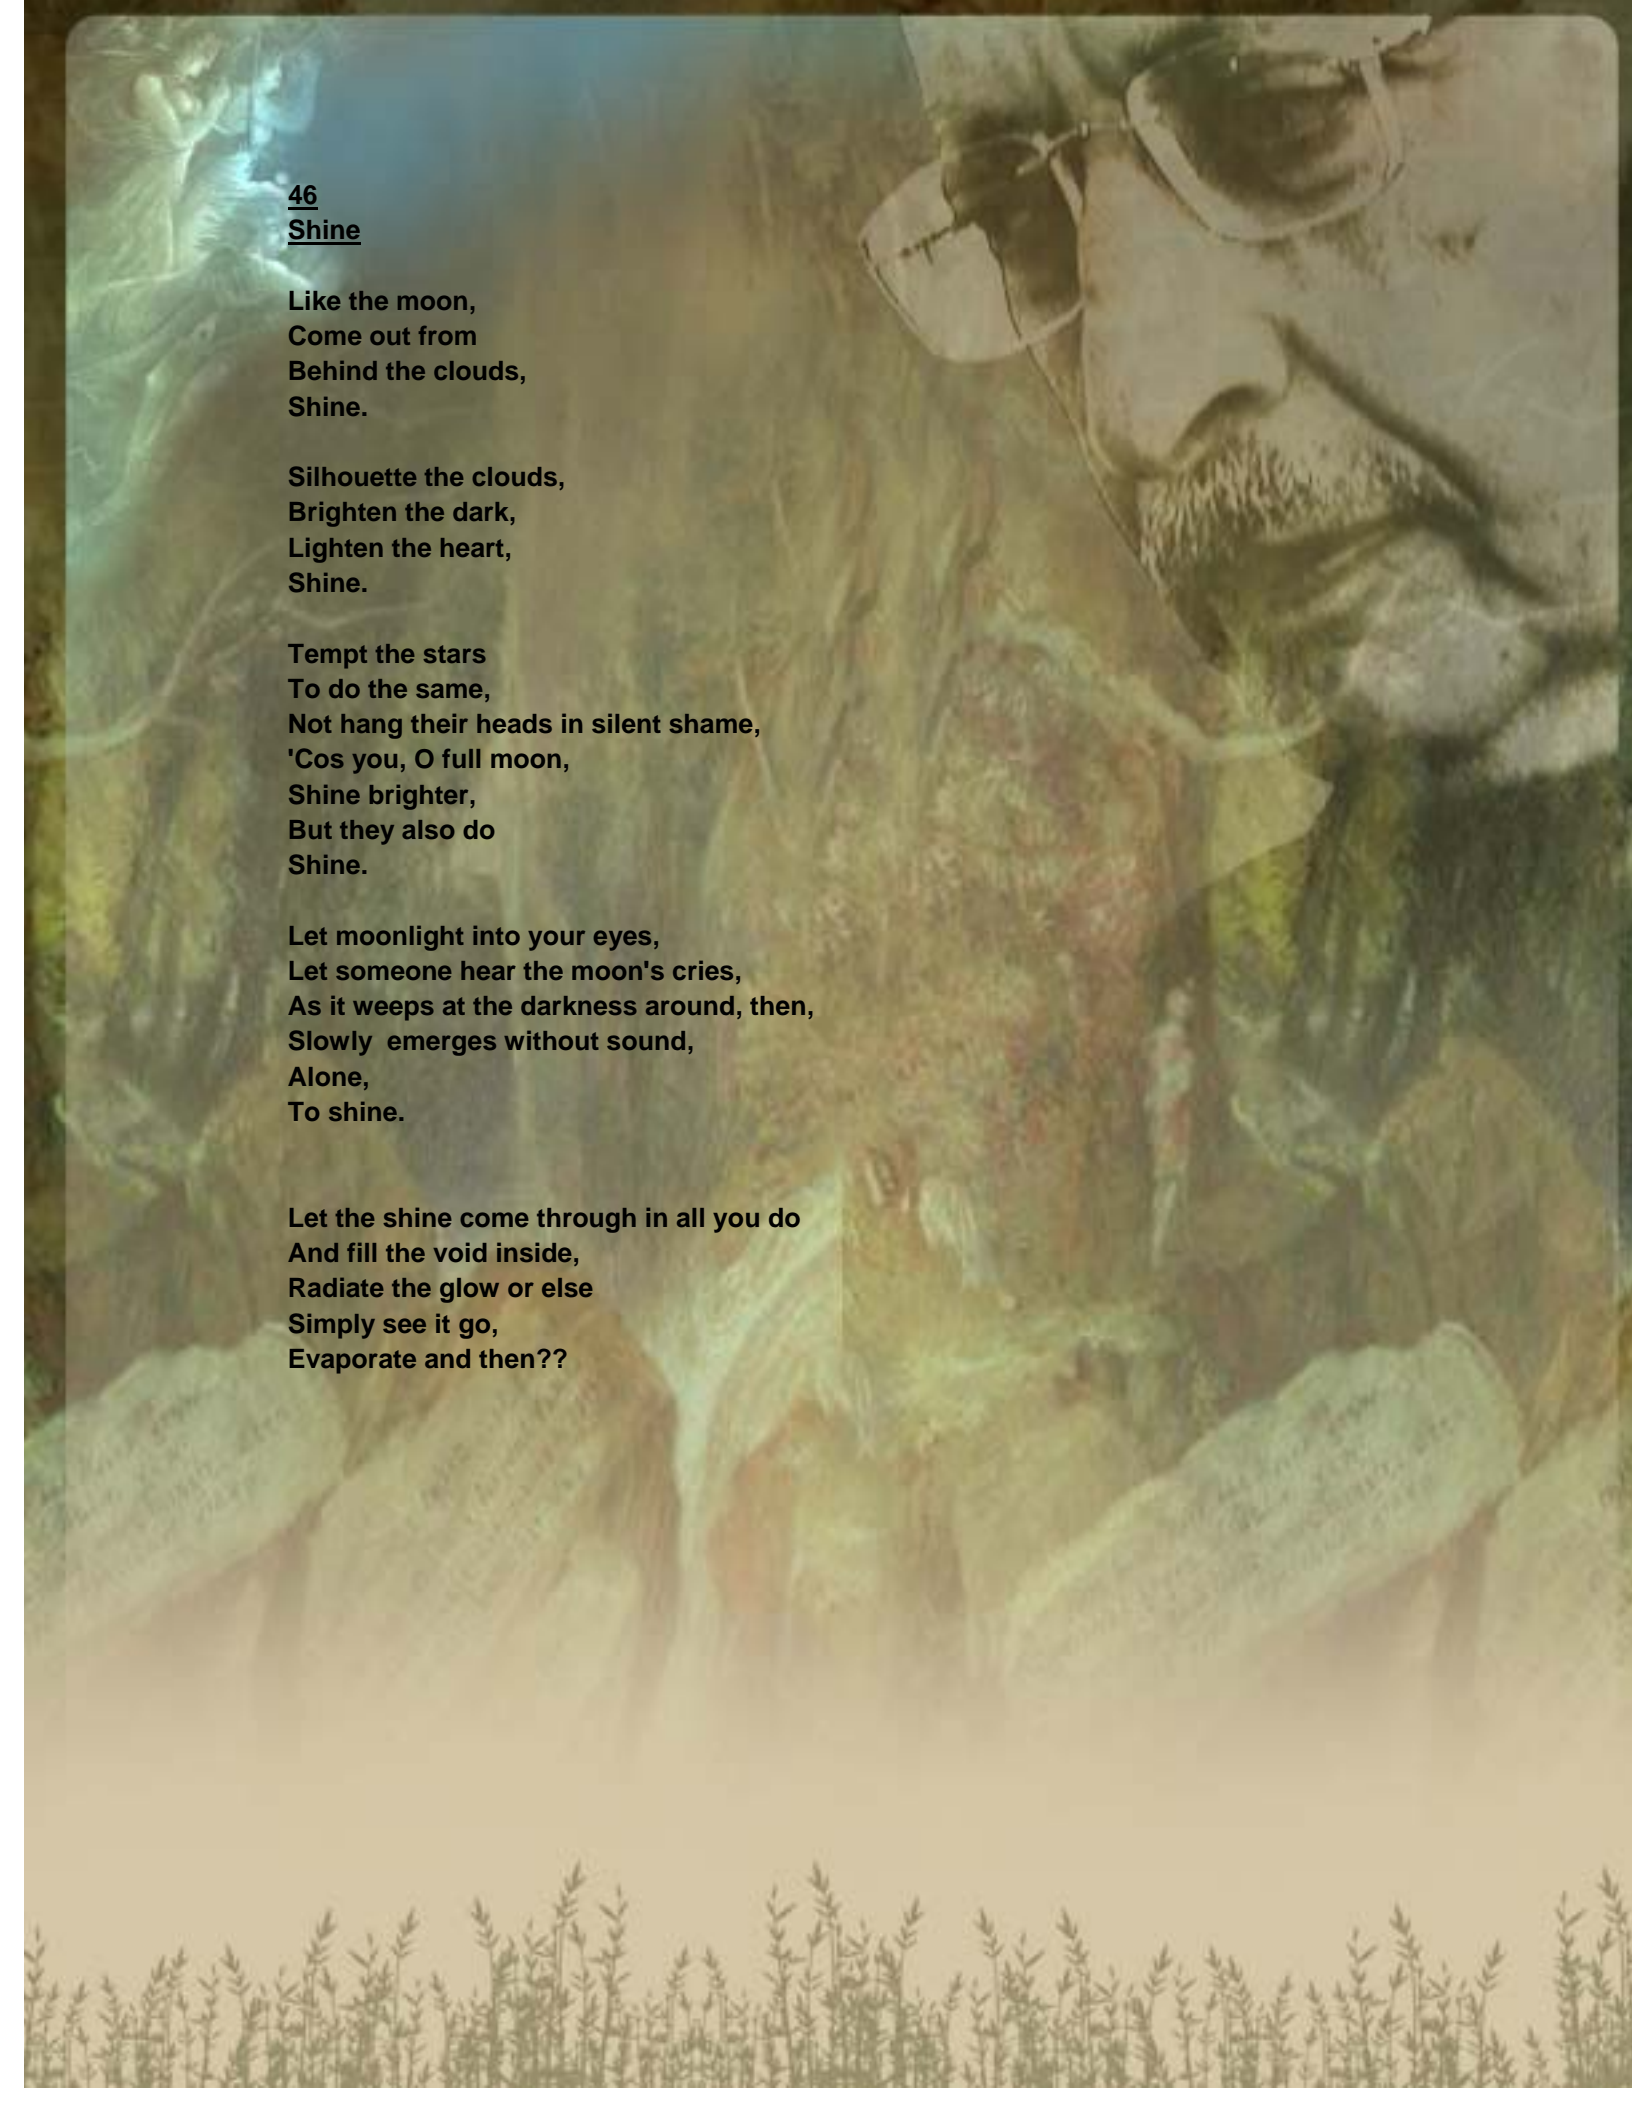 46
Shine
Like the moon,
Come out from
Behind the clouds,
Shine.
Silhouette the clouds,
Brighten the dark,
Lighten the heart,
Shine.
Tempt the stars
To do the same,
Not hang their heads in silent shame,
'Cos you, O full moon,
Shine brighter,
But they also do
Shine.
Let moonlight into your eyes,
Let someone hear the moon's cries,
As it weeps at the darkness around, then,
Slowly  emerges without sound,
Alone,
To shine.
Let the shine come through in all you do
And fill the void inside,
Radiate the glow or else
Simply see it go,
Evaporate and then??